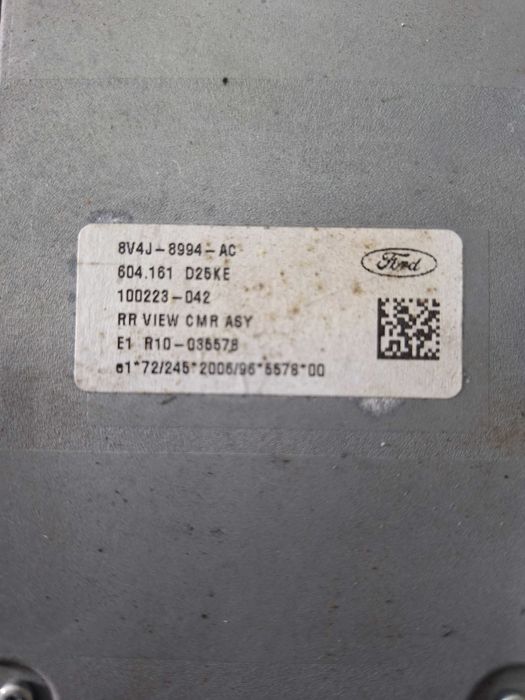 8V4J-8994-AC
604.161 D25KE
Ford
100223-042
RR VIEW CMR ASY
E1 R10-035578
e1*72/245*2006/96*5578*00